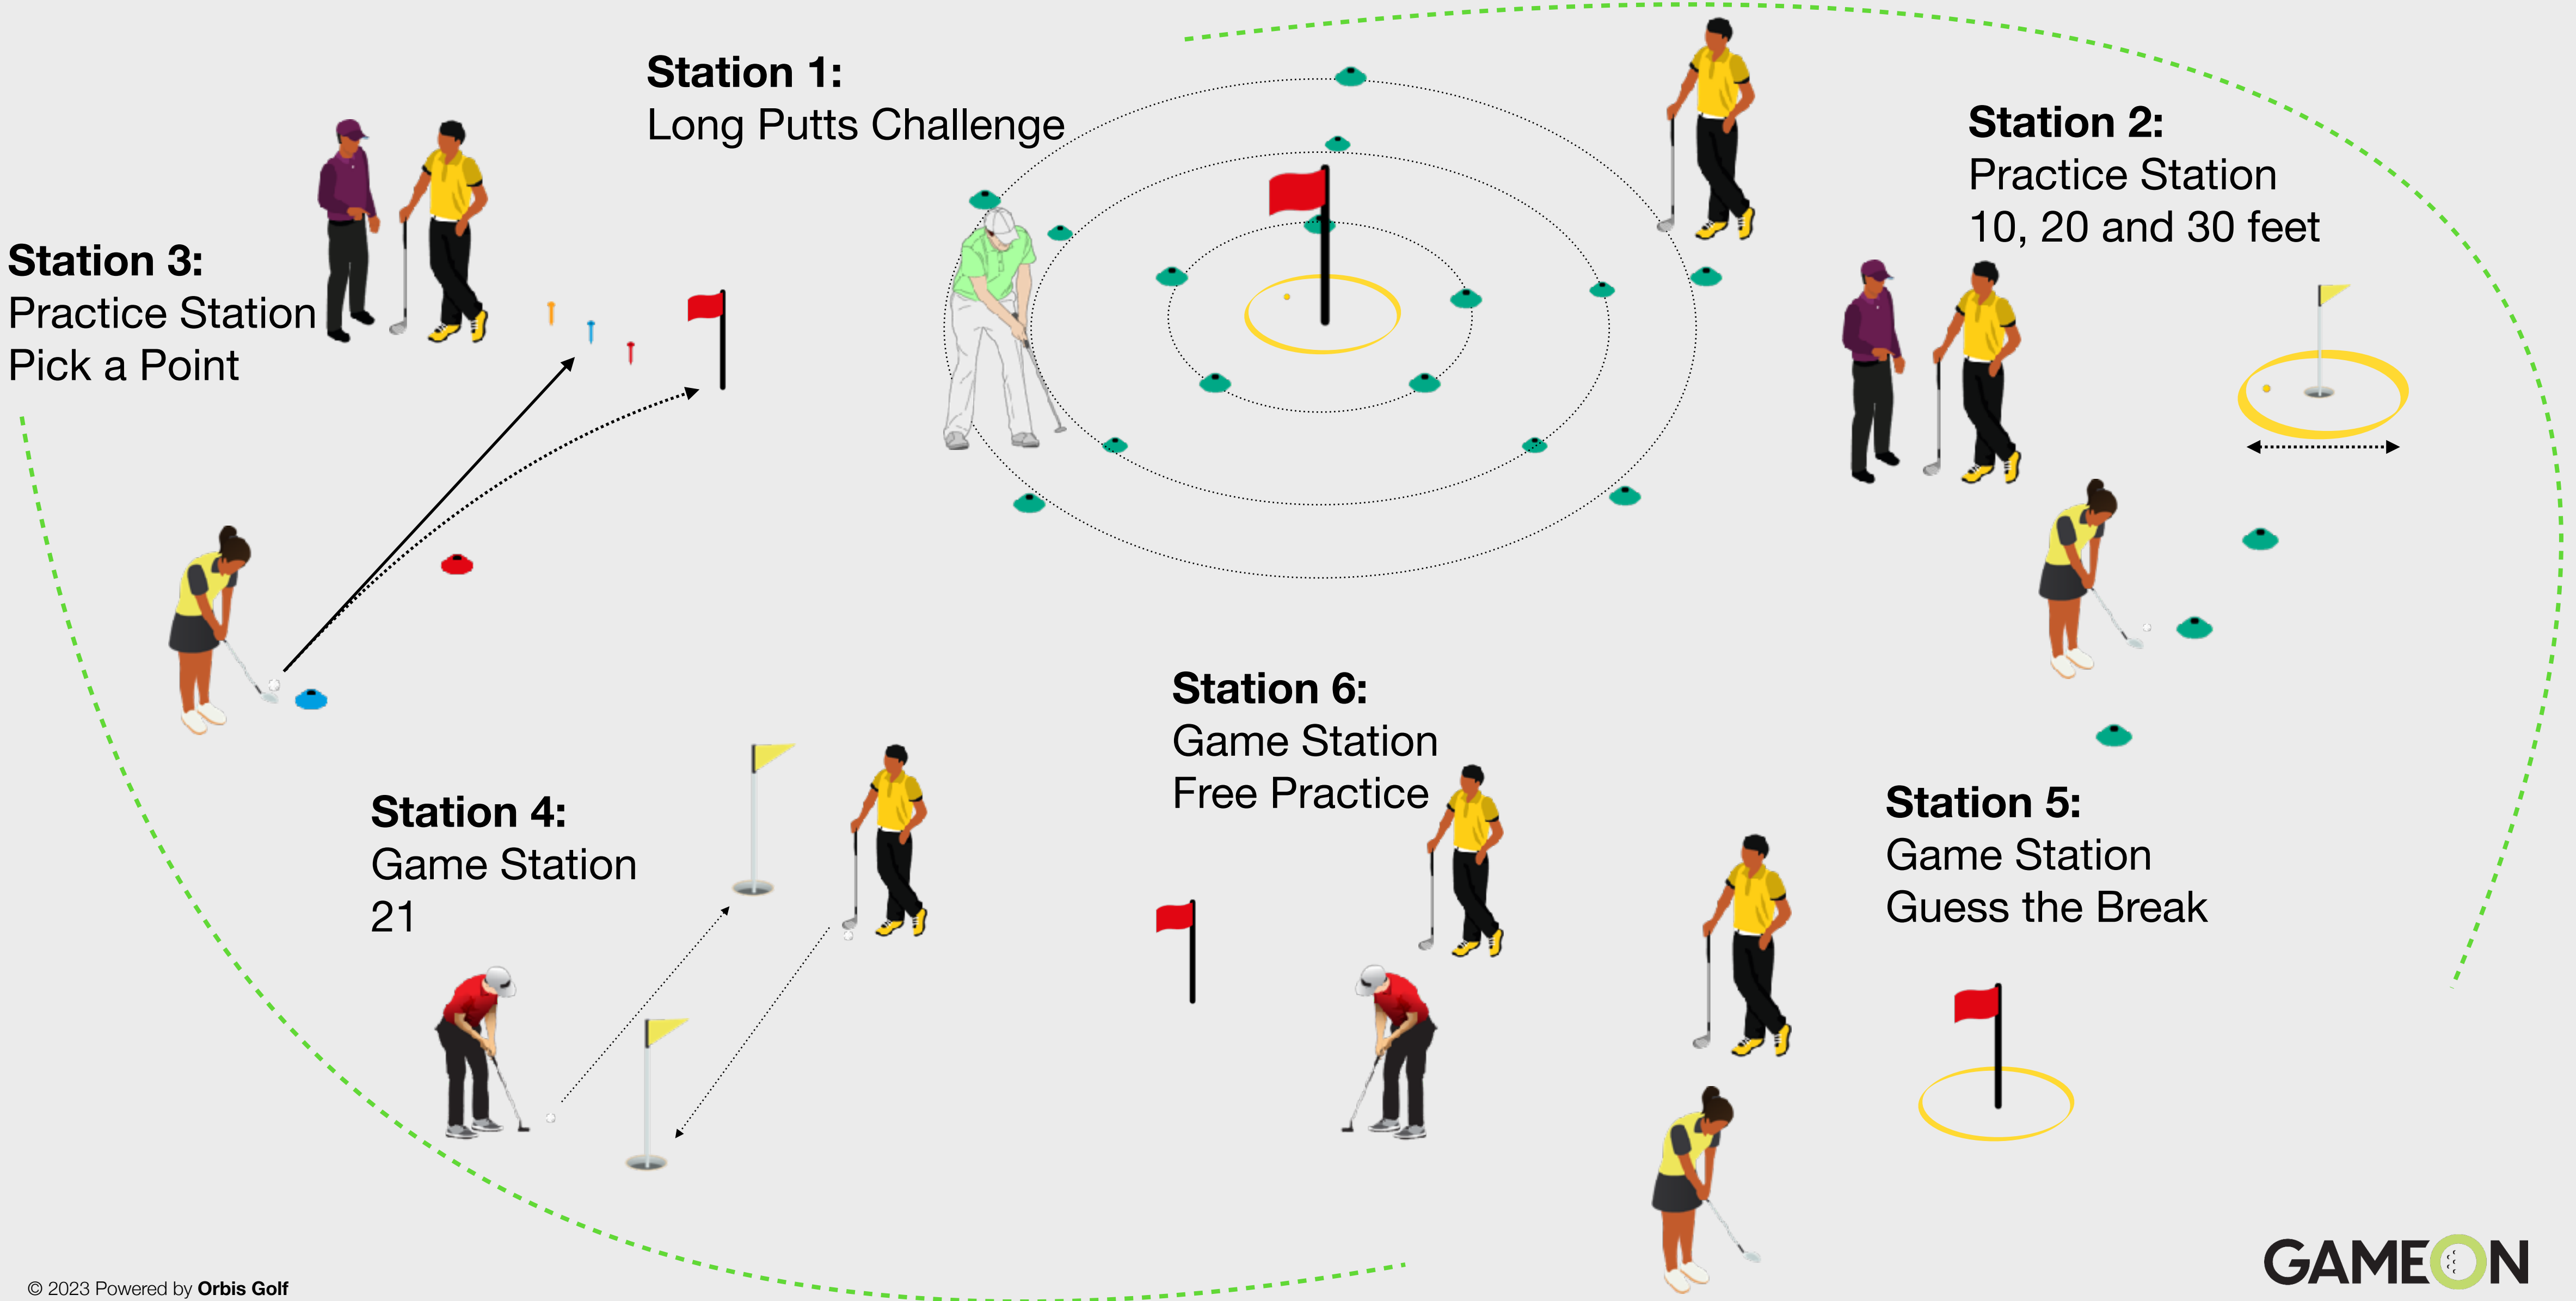 Station 1:
Long Putts Challenge
Station 2:
Practice Station
10, 20 and 30 feet
Station 3:
Practice Station
Pick a Point
Station 4:
Game Station
21
Station 6:
Game Station
Free Practice
Station 5:
Game Station
Guess the Break
© 2023 Powered by Orbis Golf
GAMEON